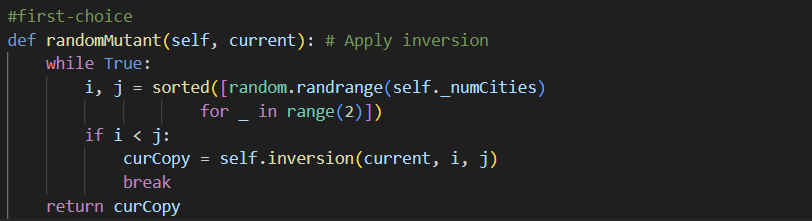 #first-choice
def randomMutant(self, current): # Apply inversion
    while True:
        i, j = sorted([random.randrange(self._numCities)
                       for _ in range(2)])
        if i < j:
            curCopy = self.inversion(current, i, j)
            break
    return curCopy